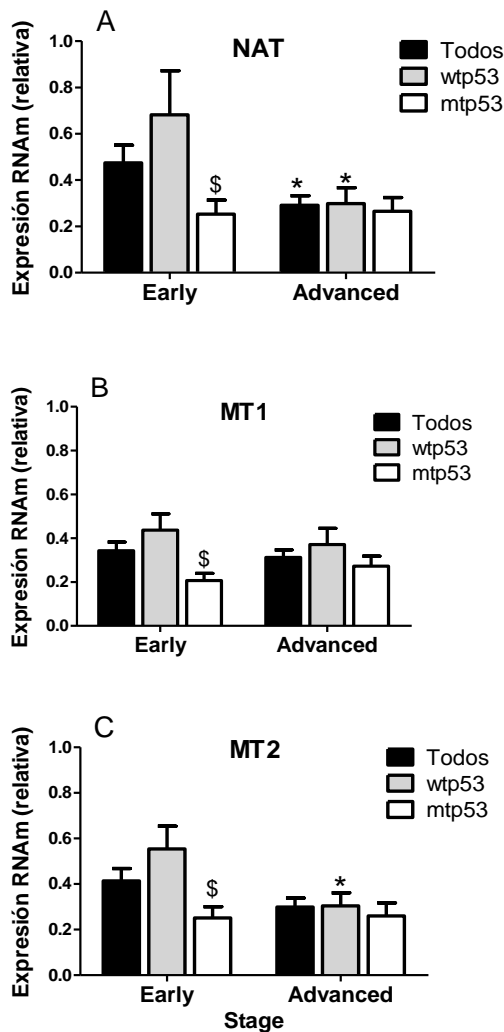 A
NAT
Todos
wtp53
mtp53
Expresión RNAm (relativa)
1.0
0.8
0.6
0.4
0.2
0.0
$
*
*
Early
Advanced
B
MT1
Todos
wtp53
mtp53
Expresión RNAm (relativa)
1.0
0.8
0.6
0.4
0.2
0.0
$
Early
Advanced
C
MT2
Todos
wtp53
mtp53
Expresión RNAm (relativa)
1.0
0.8
0.6
0.4
0.2
0.0
$
*
Early
Advanced
Stage